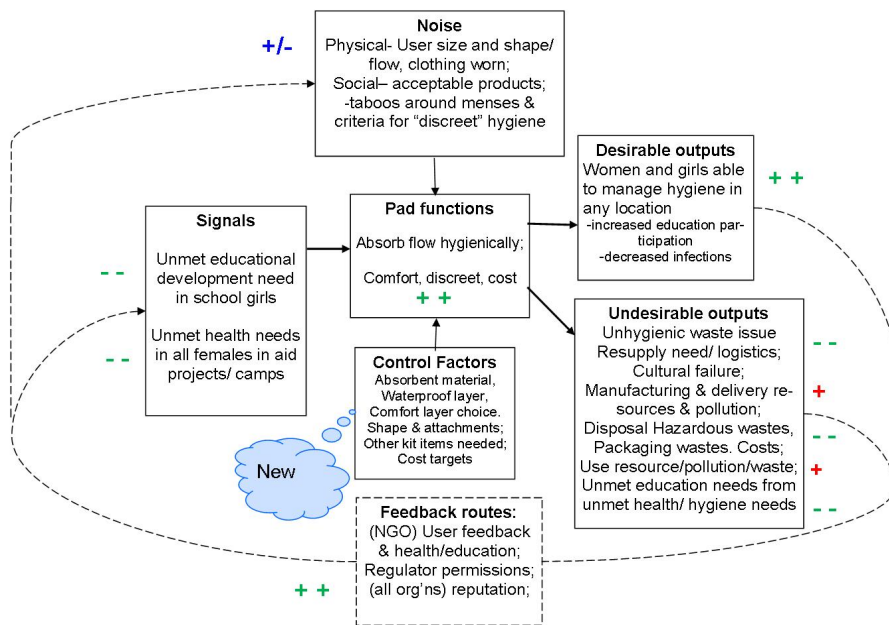 +/-
Noise
Physical- User size and shape/
flow, clothing worn;
Social– acceptable products;
-taboos around menses &
criteria for “discreet” hygiene
Desirable outputs
Women and girls able
to manage hygiene in
any location
-increased education par-
ticipation
-decreased infections
+ +
Signals
Unmet educational
development need
in school girls
Unmet health needs
in all females in aid
projects/ camps
- -
- -
Pad functions
Absorb flow hygienically;
Comfort, discreet, cost
+ +
Undesirable outputs
Unhygienic waste issue
Resupply need/ logistics;
Cultural failure;
Manufacturing & delivery re-
sources & pollution;
Disposal Hazardous wastes,
Packaging wastes. Costs;
Use resource/pollution/waste;
Unmet education needs from
unmet health/ hygiene needs
- -
+
- -
+
- -
Control Factors
Absorbent material,
Waterproof layer,
Comfort layer choice.
Shape & attachments;
Other kit items needed;
Cost targets
New
Feedback routes:
(NGO) User feedback
& health/education;
Regulator permissions;
(all org’ns) reputation;
+ +